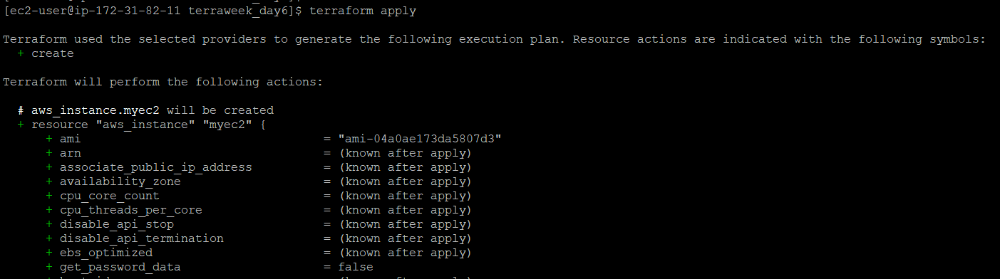 [ec2-user@ip-172-31-82-11 terraweek_day6]$ terraform apply
Terraform used the selected providers to generate the following execution plan. Resource actions are indicated with the following symbols:
+ create
Terraform will perform the following actions:
# aws_instance.myec2 will be created
+ resource "aws_instance" "myec2" {
+ ami = "ami-04a0ae173da5807d3"
+ arn = (known after apply)
+ associate_public_ip_address = (known after apply)
+ availability_zone = (known after apply)
+ cpu_core_count = (known after apply)
+ cpu_threads_per_core = (known after apply)
+ disable_api_stop = (known after apply)
+ disable_api_termination = (known after apply)
+ ebs_optimized = (known after apply)
+ get_password_data = false